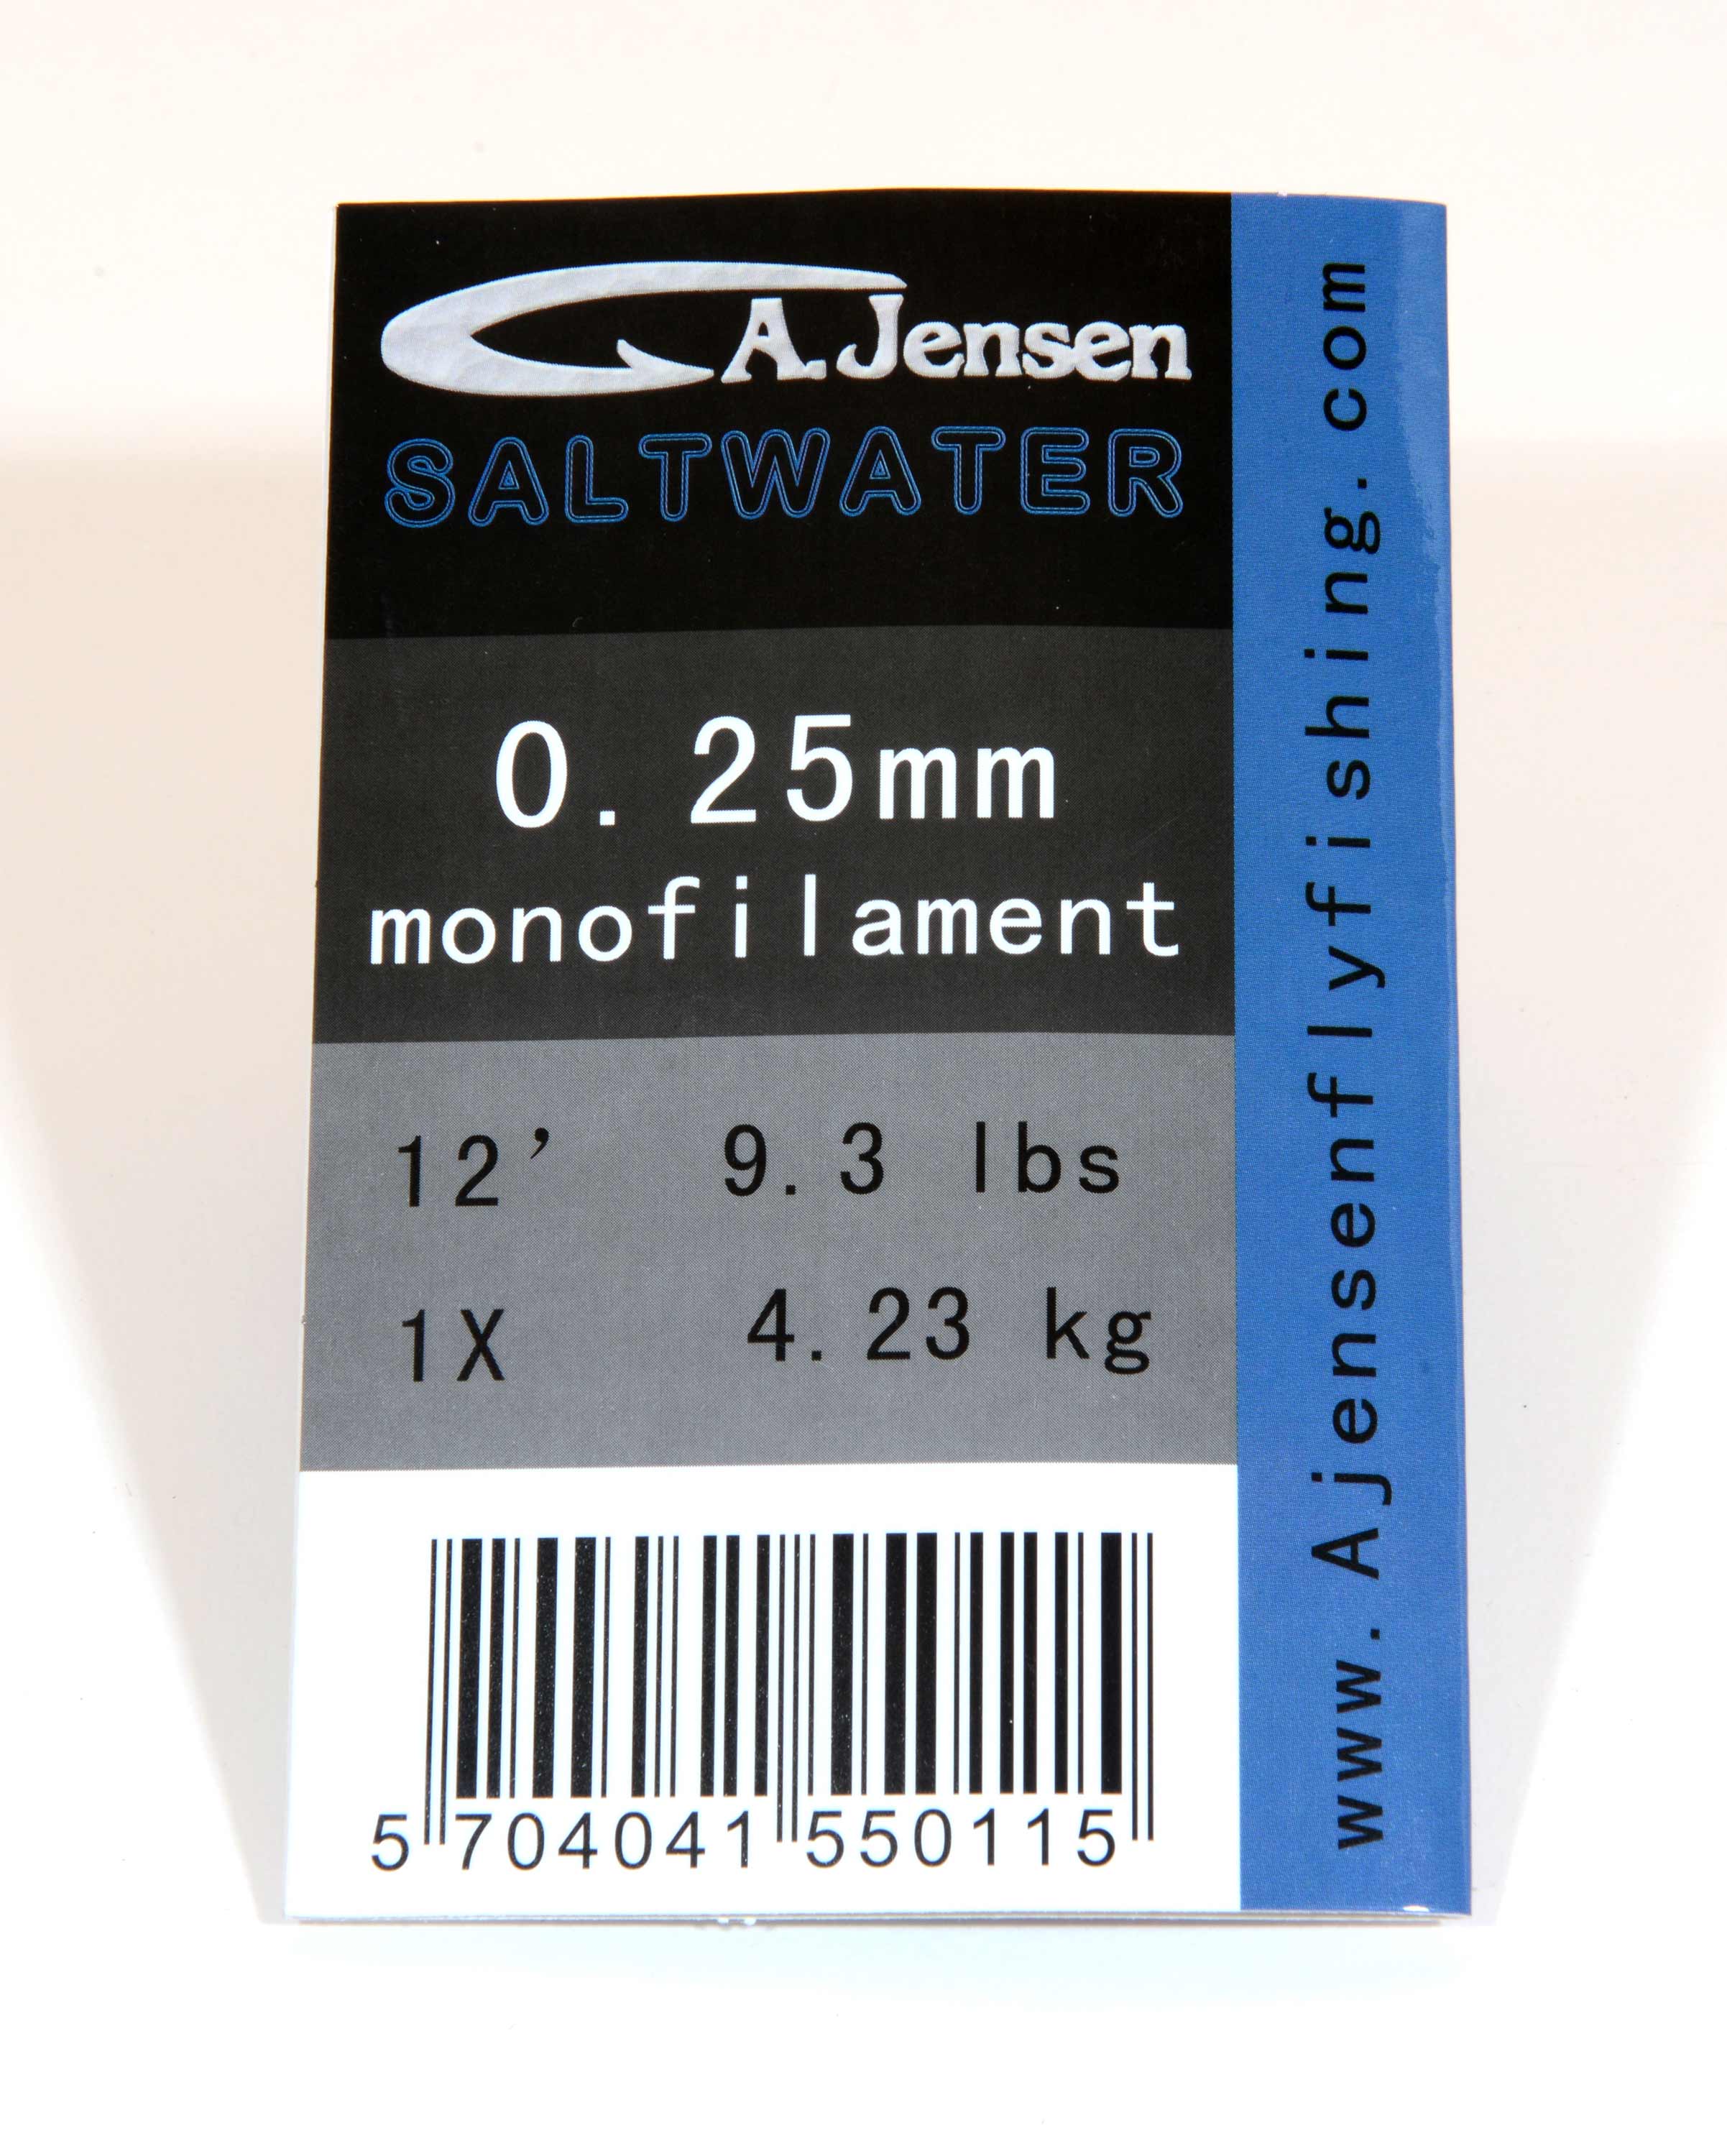 A. Jensen
SALTWATER
0.25mm
monofilament
12’ 9.3 lbs
1X 4.23 kg
5 704041 550115
www.Ajensenflyfishing.com